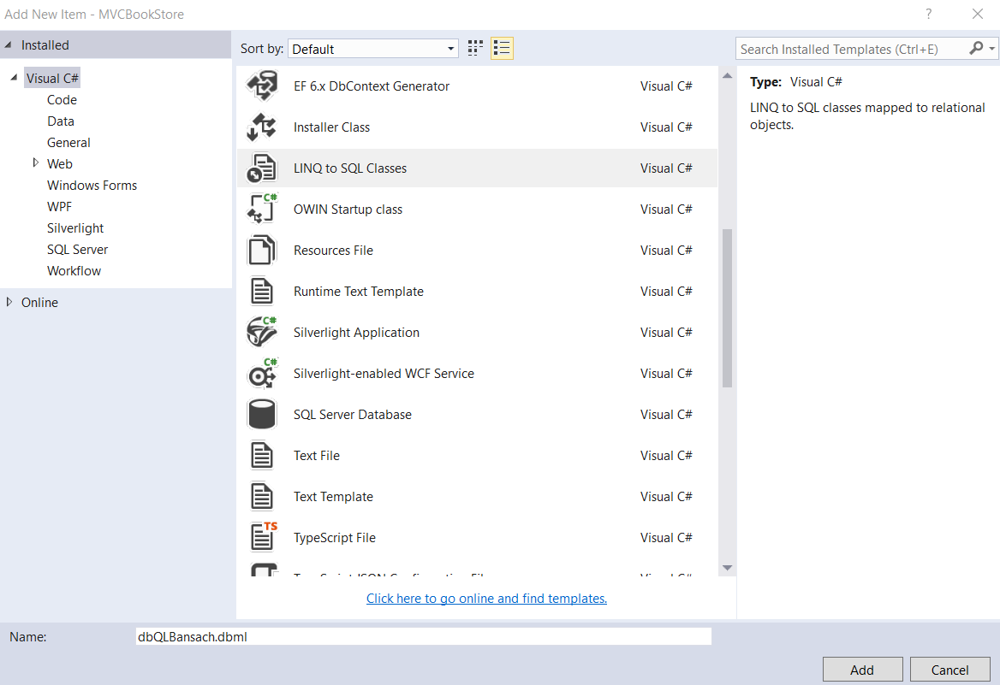 Add New Item - MVCBookStore
?
Installed
Sort by: Default
Search Installed Templates (Ctrl+E)
Visual C#
Code
Data
General
Web
Windows Forms
WPF
Silverlight
SQL Server
Workflow
Online
EF 6.x DbContext Generator Visual C#
Installer Class Visual C#
LINQ to SQL Classes Visual C#
C# OWIN Startup class Visual C#
Resources File Visual C#
Runtime Text Template Visual C#
C# Silverlight Application Visual C#
C# Silverlight-enabled WCF Service Visual C#
SQL Server Database Visual C#
Text File Visual C#
Text Template Visual C#
TS TypeScript File Visual C#
Click here to go online and find templates.
Type: Visual C#
LINQ to SQL classes mapped to relational
objects.
Name: dbQLBansach.dbml
Add Cancel